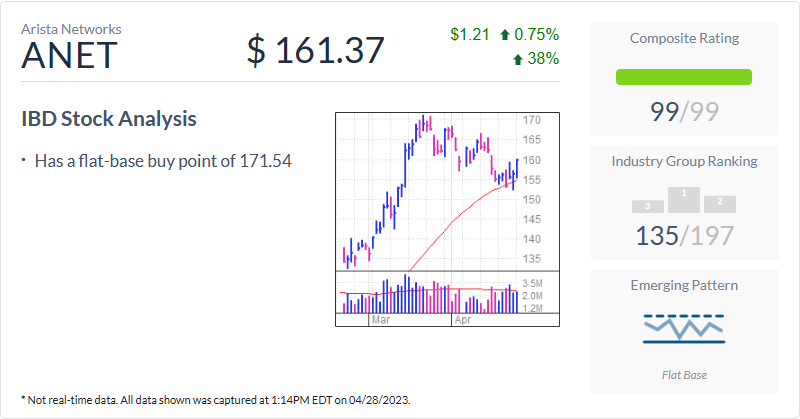 Arista Networks
ANET
$ 161.37
$1.21 0.75%
38%
IBD Stock Analysis
· Has a flat-base buy point of 171.54
170
165
160
155
150
145
140
135
3.5M
2.0M
1.2M
Mar Apr
Composite Rating
99/99
Industry Group Ranking
3 1 2
135/197
Emerging Pattern
Flat Base
* Not real-time data. All data shown was captured at 1:14PM EDT on 04/28/2023.